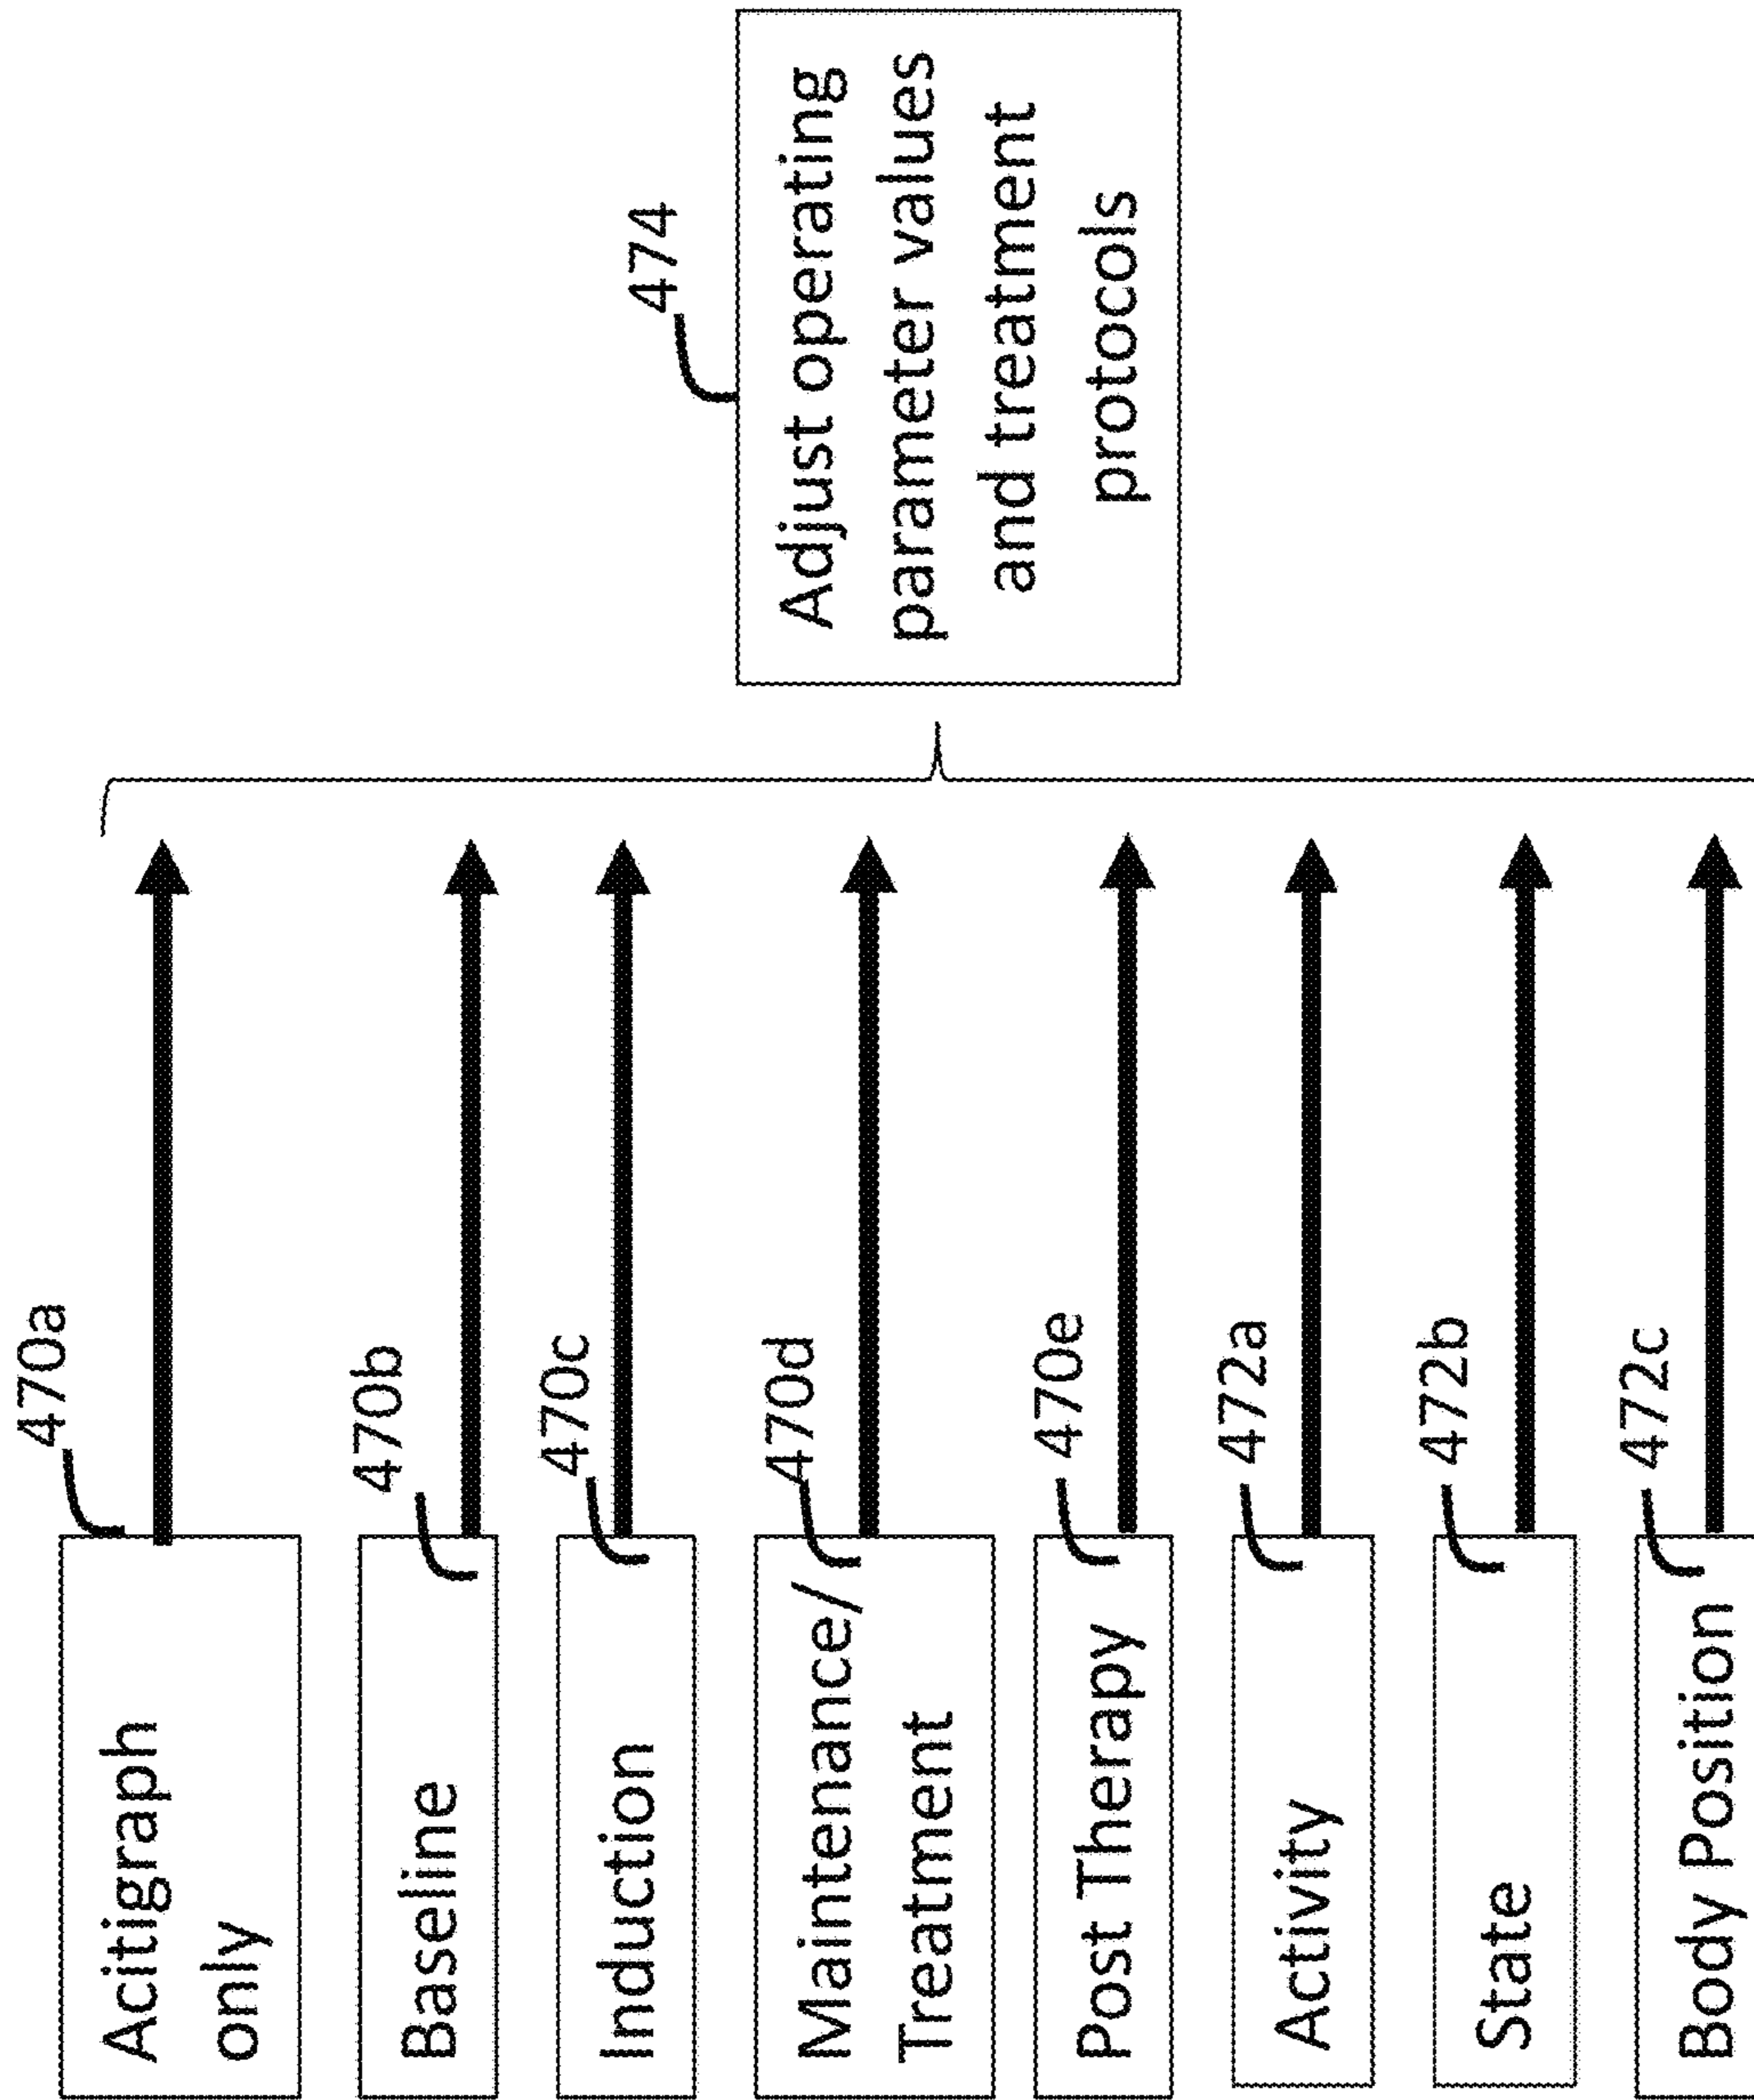 470a
Acitigraph
only
470b
Baseline
470c
Induction
470d
Maintenance/
Treatment
470e
Post Therapy
472a
Activity
472b
State
472c
Body Position
474
Adjust operating
parameter values
and treatment
protocols